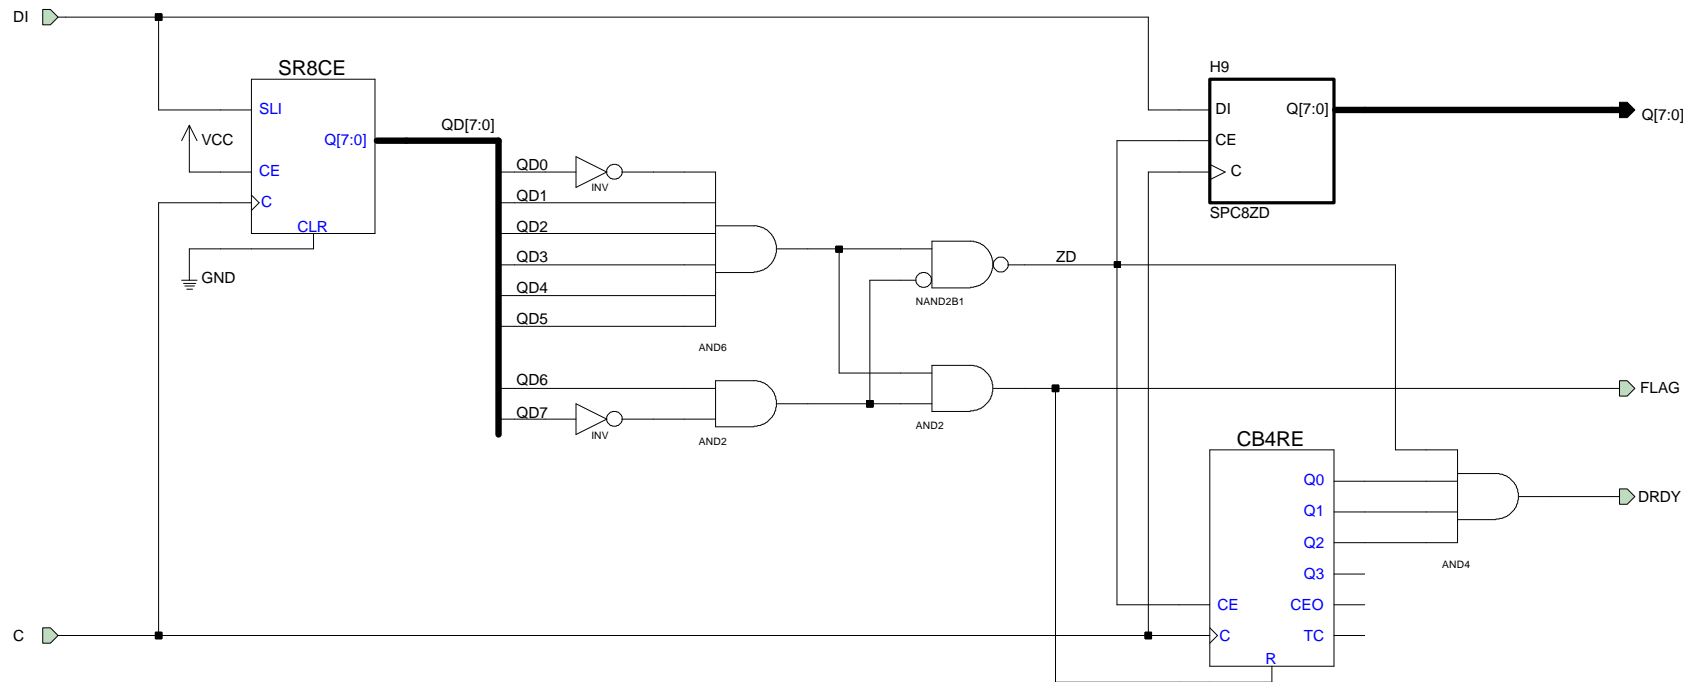 DI
SR8CE
H9
SLI
DI
Q[7:0]
Q[7:0]
VCC
Q[7:0]
QD[7:0]
CE
CE
QD0
INV
C
C
QD1
SPC8ZD
CLR
QD2
GND
QD3
ZD
QD4
NAND2B1
QD5
AND6
QD6
FLAG
QD7
INV
AND2
AND2
CB4RE
Q0
DRDY
Q1
Q2
AND4
Q3
CE
CEO
C
C
TC
R